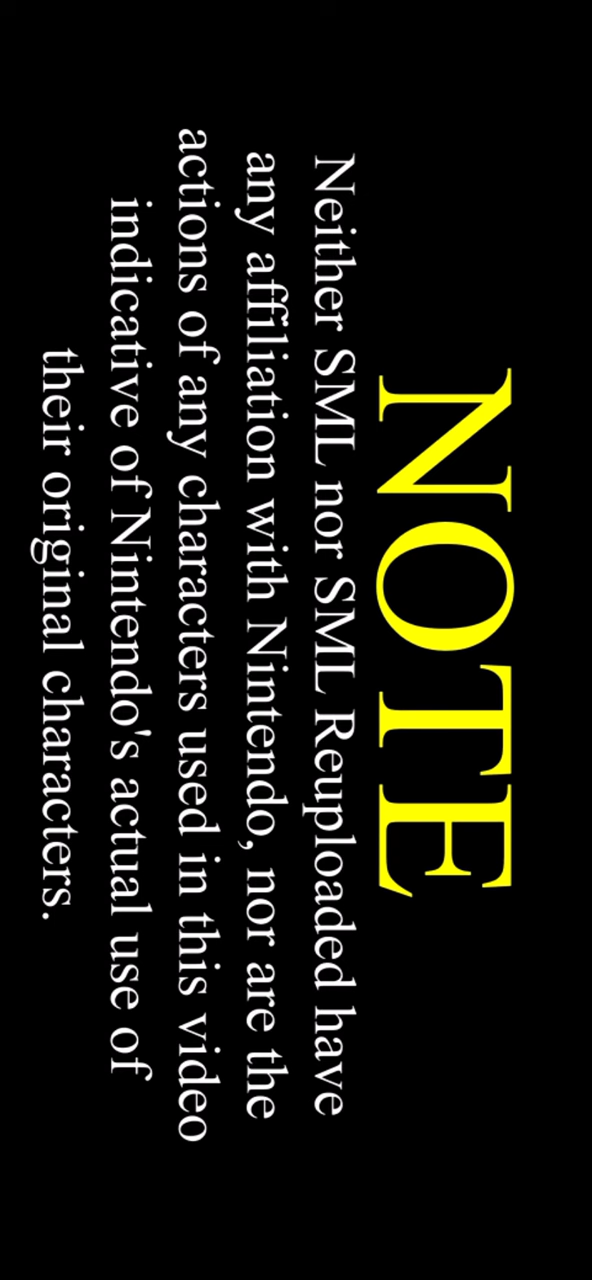 NOTE
Neither SML nor SML Reuploaded have
any affiliation with Nintendo, nor are the
actions of any characters used in this video
indicative of Nintendo's actual use of
their original characters.